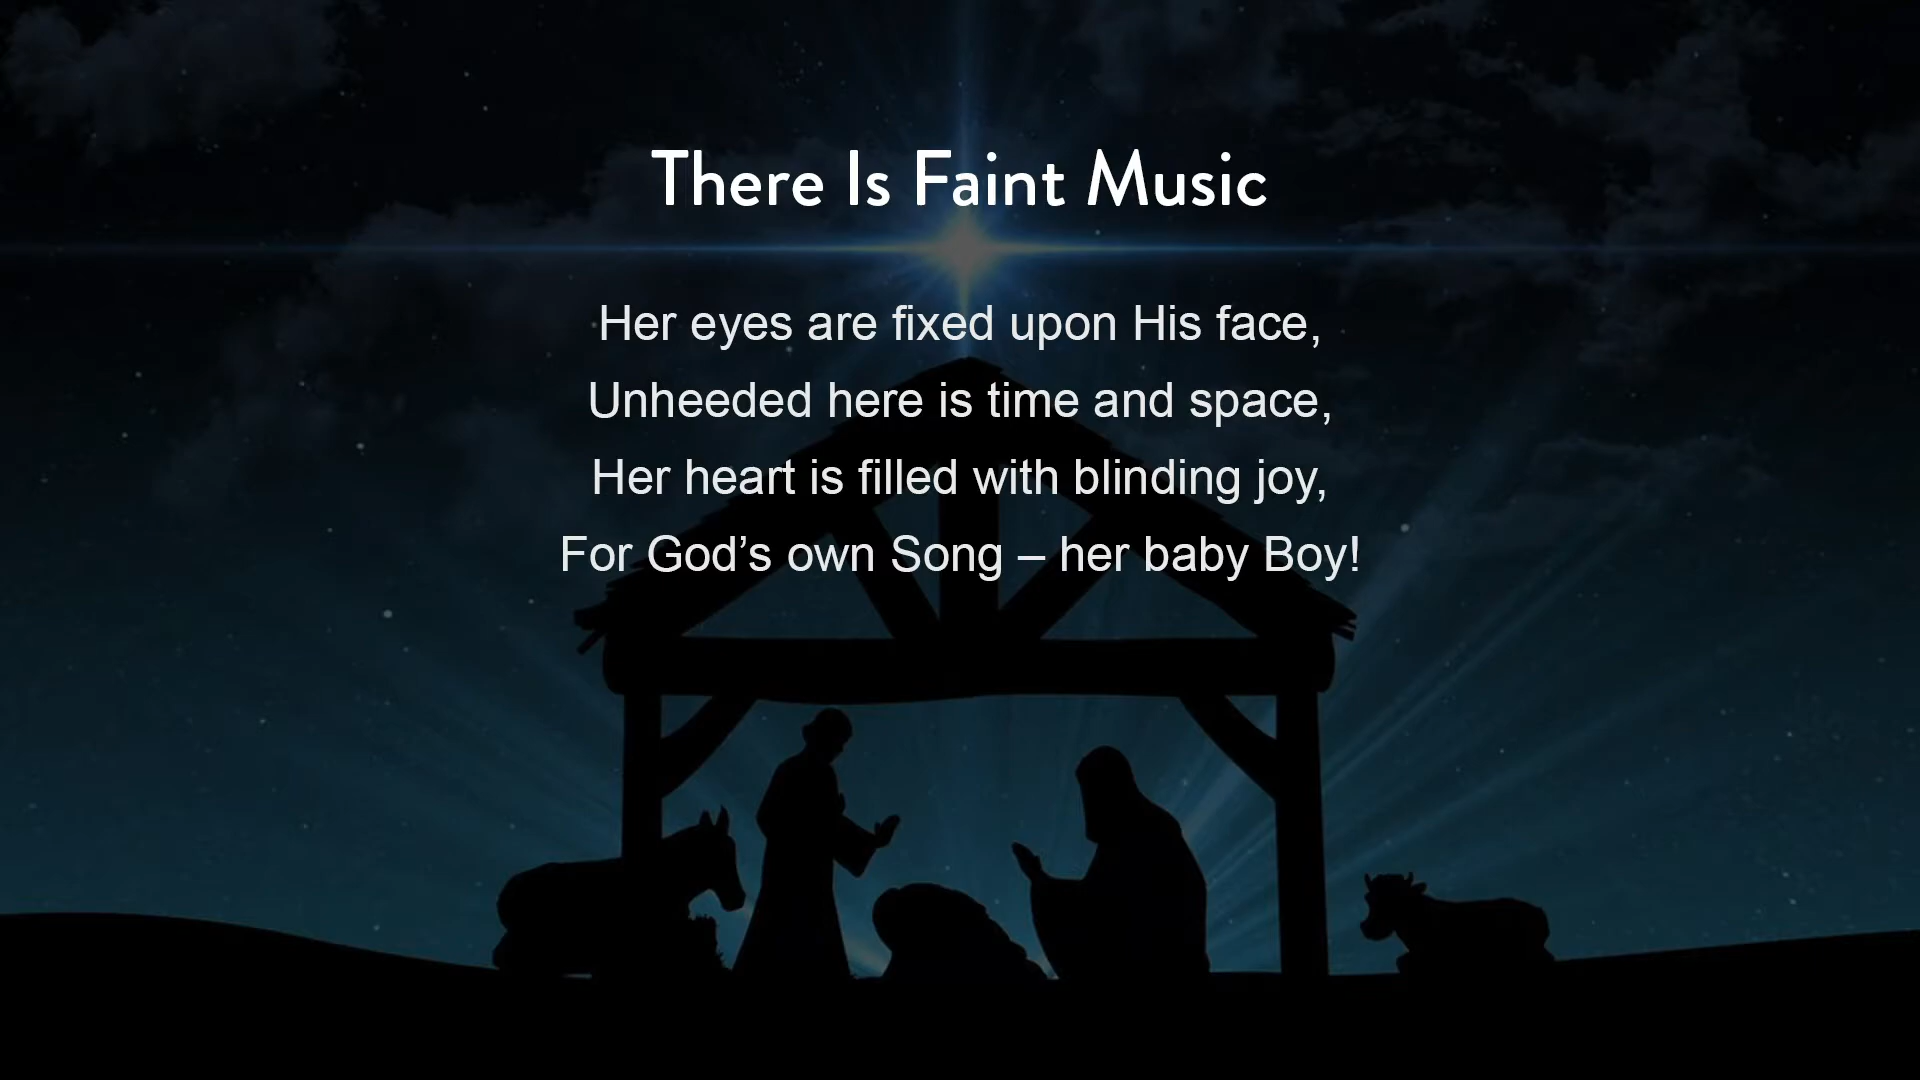 There Is Faint Music
Her eyes are fixed upon His face,
Unheeded here is time and space,
Her heart is filled with blinding joy,
For God’s own Song – her baby Boy!